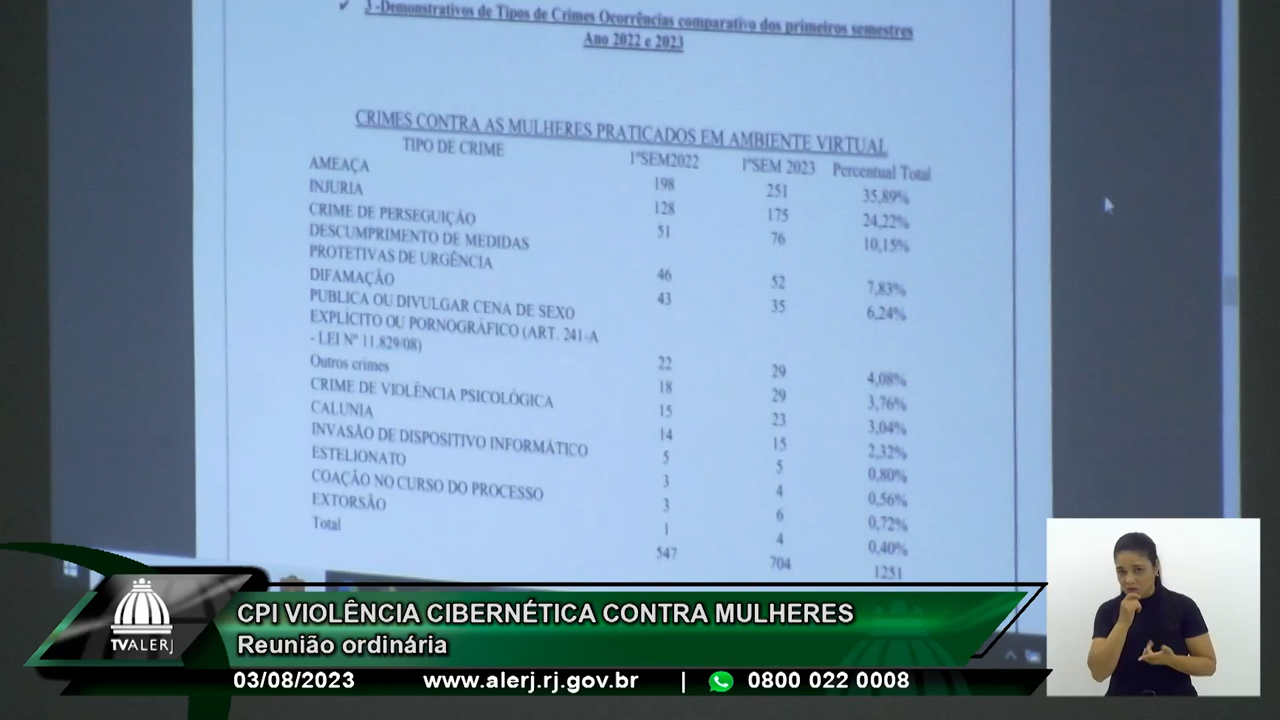 ✓ 3 -Demonstrativos de Tipos de Crimes Ocorrências comparativo dos primeiros semestres
Ano 2022 e 2023
CRIMES CONTRA AS MULHERES PRATICADOS EM AMBIENTE VIRTUAL
TIPO DE CRIME 1ºSEM2022 1ºSEM 2023 Percentual Total
AMEAÇA 198 251 35,89%
INJURIA 128 175 24,22%
CRIME DE PERSEGUIÇÃO 51 76 10,15%
DESCUMPRIMENTO DE MEDIDAS
PROTETIVAS DE URGÊNCIA 46 52 7,83%
DIFAMAÇÃO 43 35 6,24%
PUBLICA OU DIVULGAR CENA DE SEXO
EXPLÍCITO OU PORNOGRÁFICO (ART. 241-A
- LEI Nº 11.829/08) 22 29 4,08%
Outros crimes 18 29 3,76%
CRIME DE VIOLÊNCIA PSICOLÓGICA 15 23 3,04%
CALUNIA 14 15 2,32%
INVASÃO DE DISPOSITIVO INFORMÁTICO 5 5 0,80%
ESTELIONATO 3 4 0,56%
COAÇÃO NO CURSO DO PROCESSO 3 6 0,72%
EXTORSÃO 1 4 0,40%
Total 547 704 1251
CPI VIOLÊNCIA CIBERNÉTICA CONTRA MULHERES
Reunião ordinária
TVALERJ
03/08/2023 www.alerj.rj.gov.br | 0800 022 0008